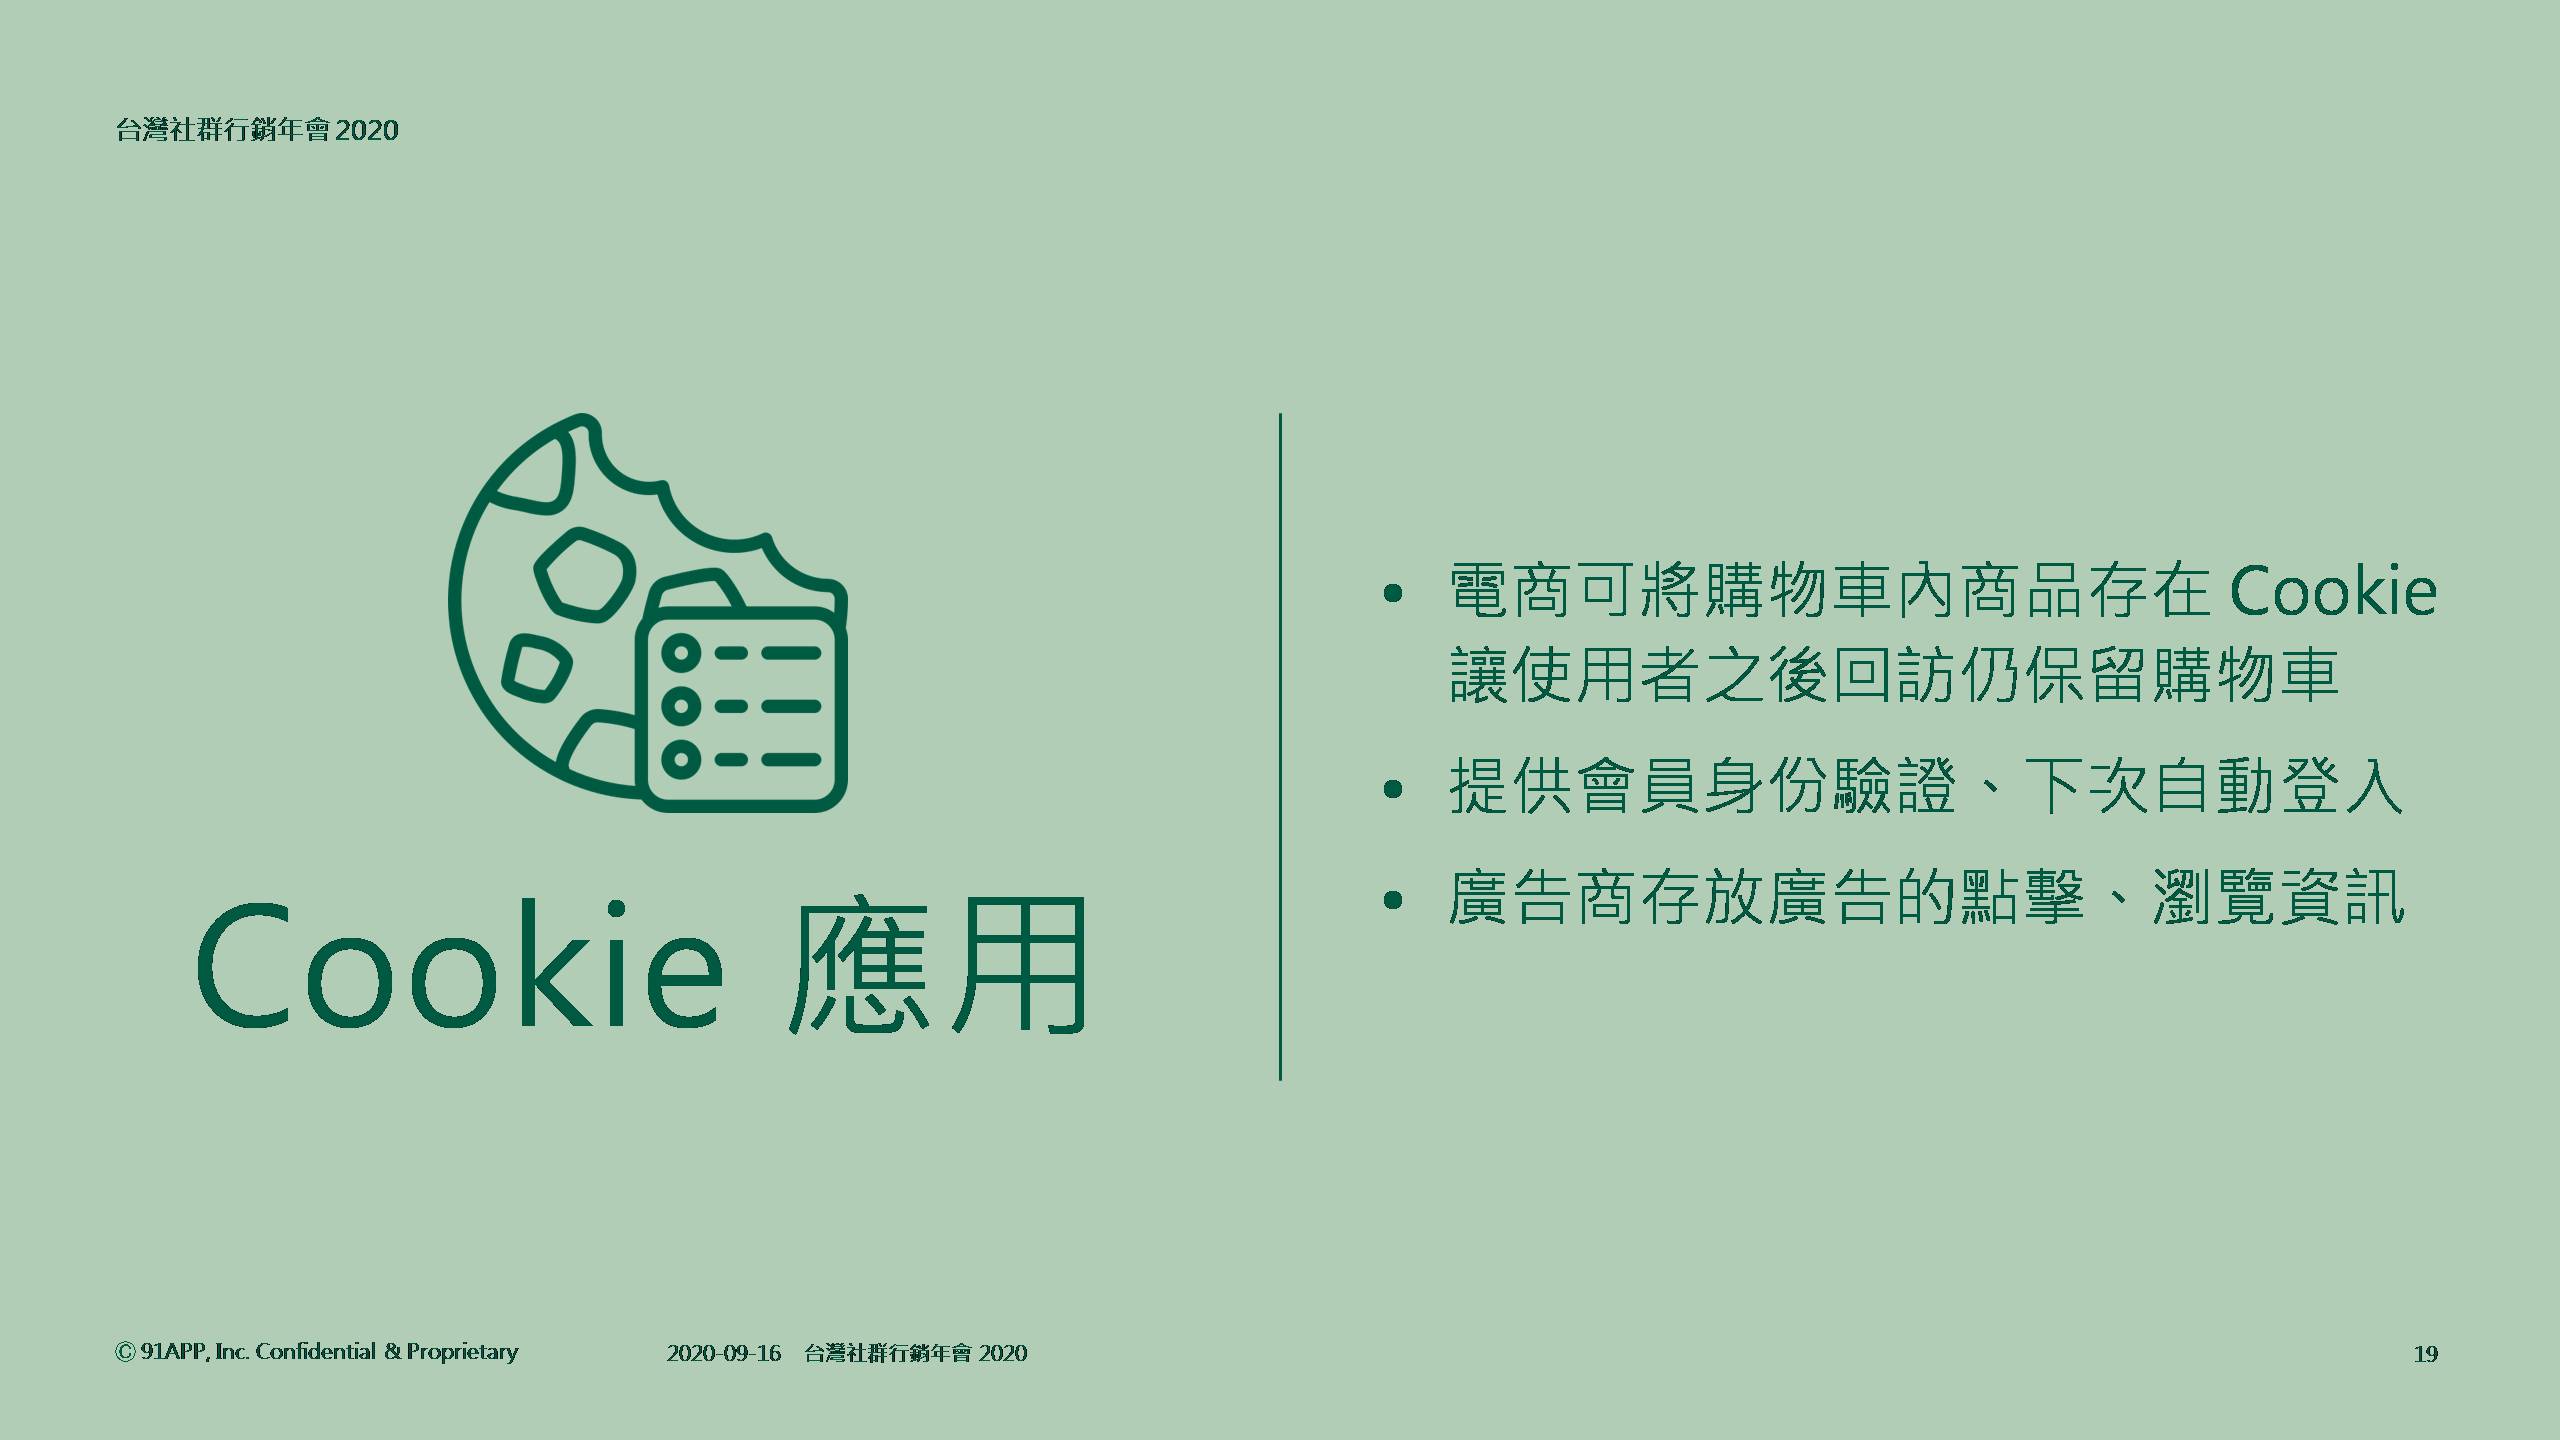 台灣社群行銷年會 2020
Cookie 應用
• 電商可將購物車內商品存在 Cookie
讓使用者之後回訪仍保留購物車
• 提供會員身份驗證、下次自動登入
• 廣告商存放廣告的點擊、瀏覽資訊
© 91APP, Inc. Confidential & Proprietary
2020-09-16 台灣社群行銷年會 2020
19